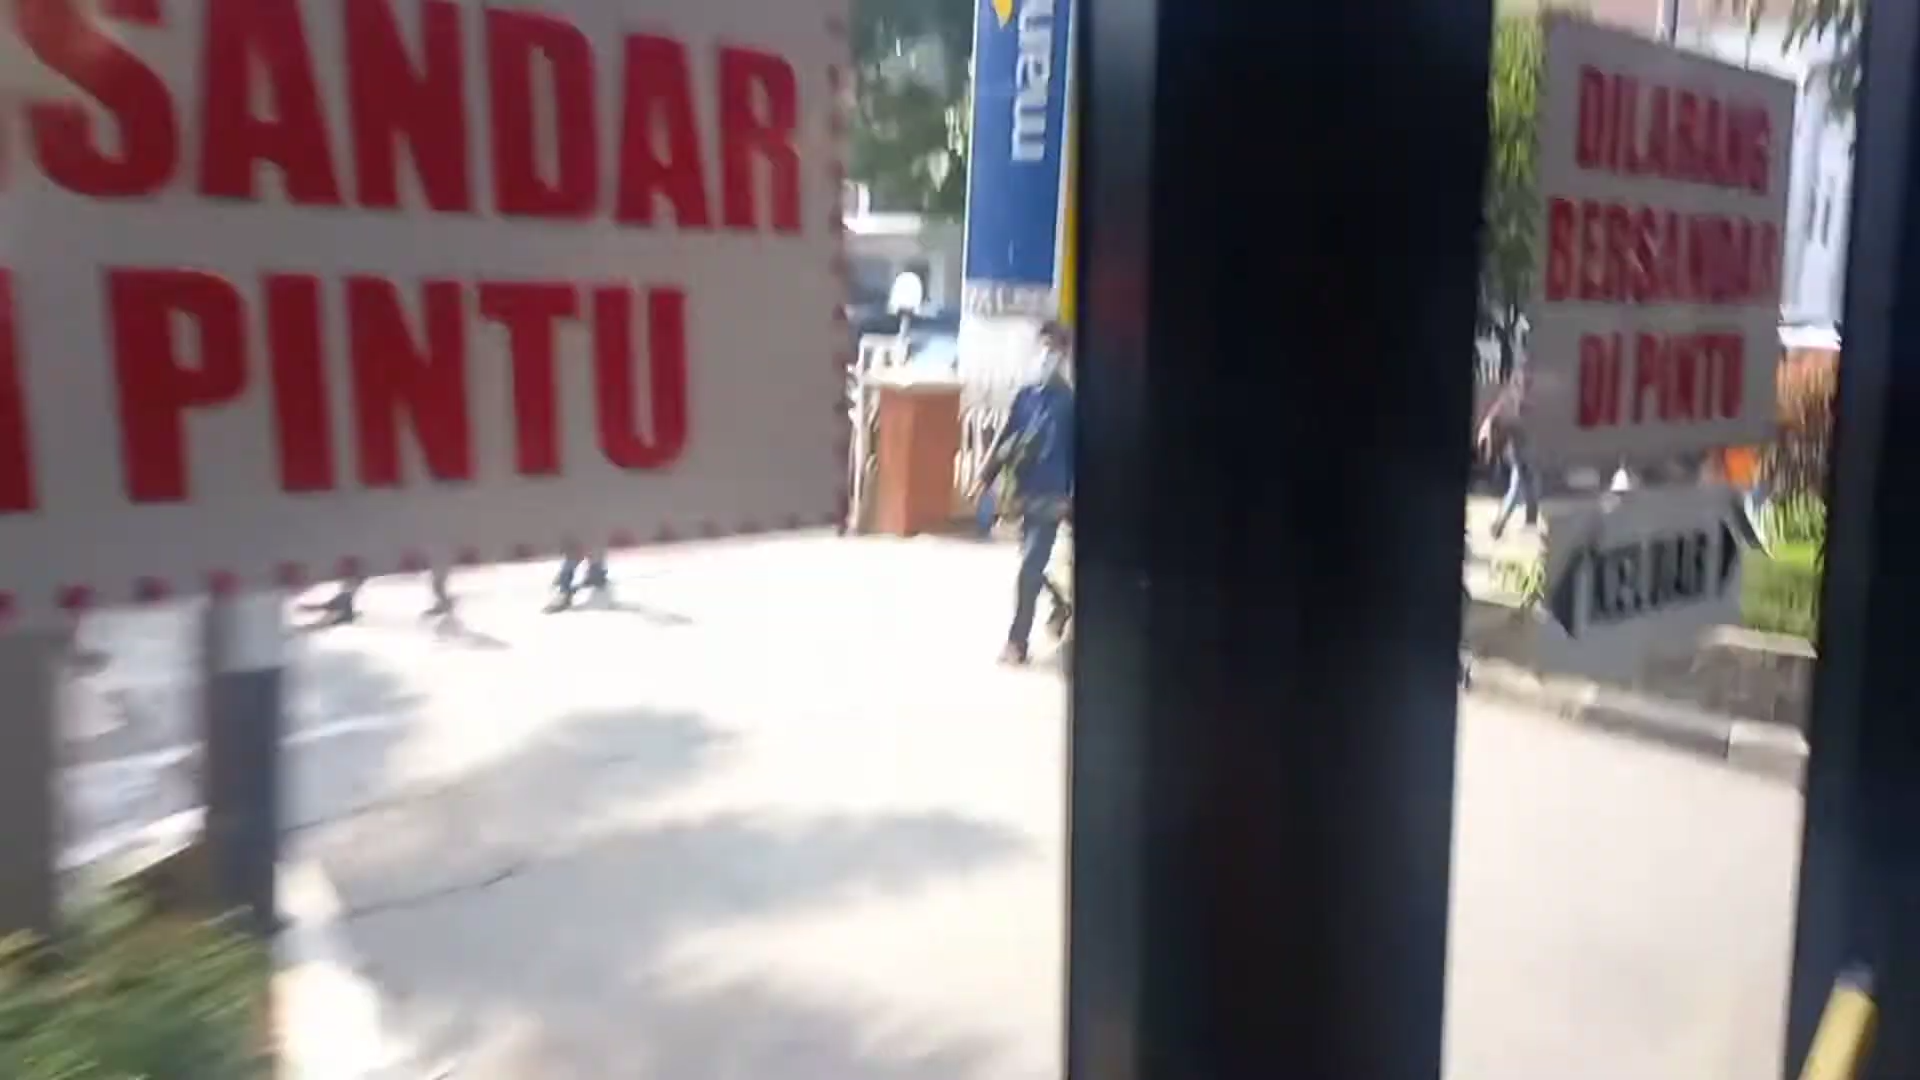 SANDAR
PINTU
DILARANG
BERSANDAR
DI PINTU
KELUAR